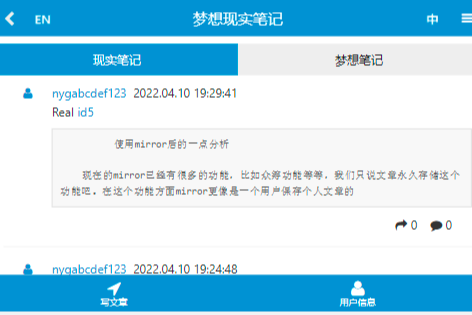 EN 梦想现实笔记 中
现实笔记 梦想笔记
nygabcdef123 2022.04.10 19:29:41
Real id5
使用mirror后的一点分析
现在的mirror已经有很多的功能，比如众筹功能等等，我们只说文章永久存储这个
功能吧。在这个功能方面mirror更像是一个用户保存个人文章的
0 0
nygabcdef123 2022.04.10 19:24:48
写文章 用户信息